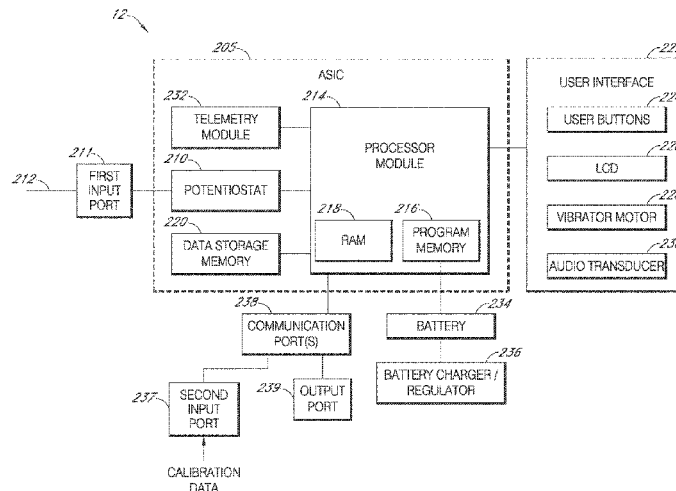 12
205
ASIC
232
TELEMETRY
MODULE
214
PROCESSOR
MODULE
211
FIRST
INPUT
PORT
212
210
POTENTIOSTAT
218
RAM
216
PROGRAM
MEMORY
220
DATA STORAGE
MEMORY
USER INTERFACE
USER BUTTONS
LCD
VIBRATOR MOTOR
AUDIO TRANSDUCER
238
COMMUNICATION
PORT(S)
234
BATTERY
236
BATTERY CHARGER /
REGULATOR
237
SECOND
INPUT
PORT
239
OUTPUT
PORT
CALIBRATION
DATA